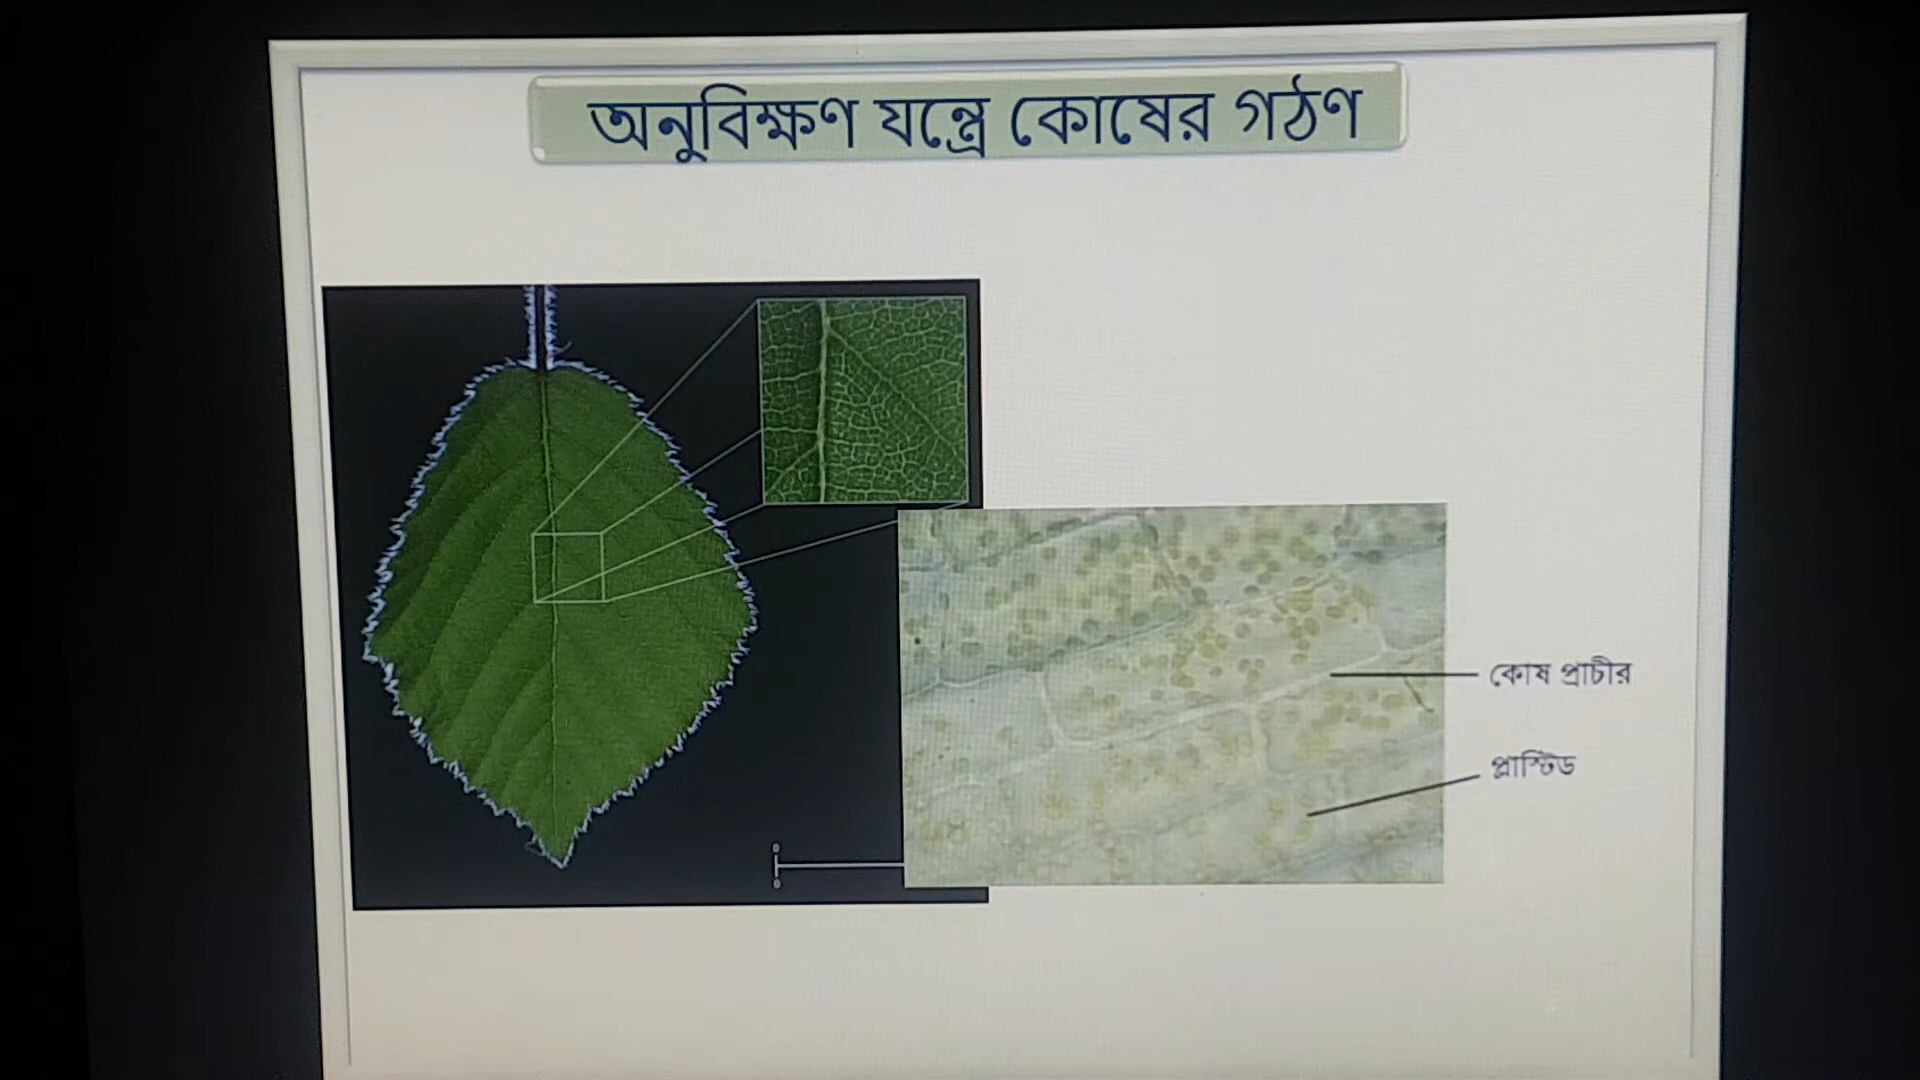 অনুবিক্ষণ যন্ত্রে কোষের গঠণ
কোষ প্রাচীর
প্লাস্টিড